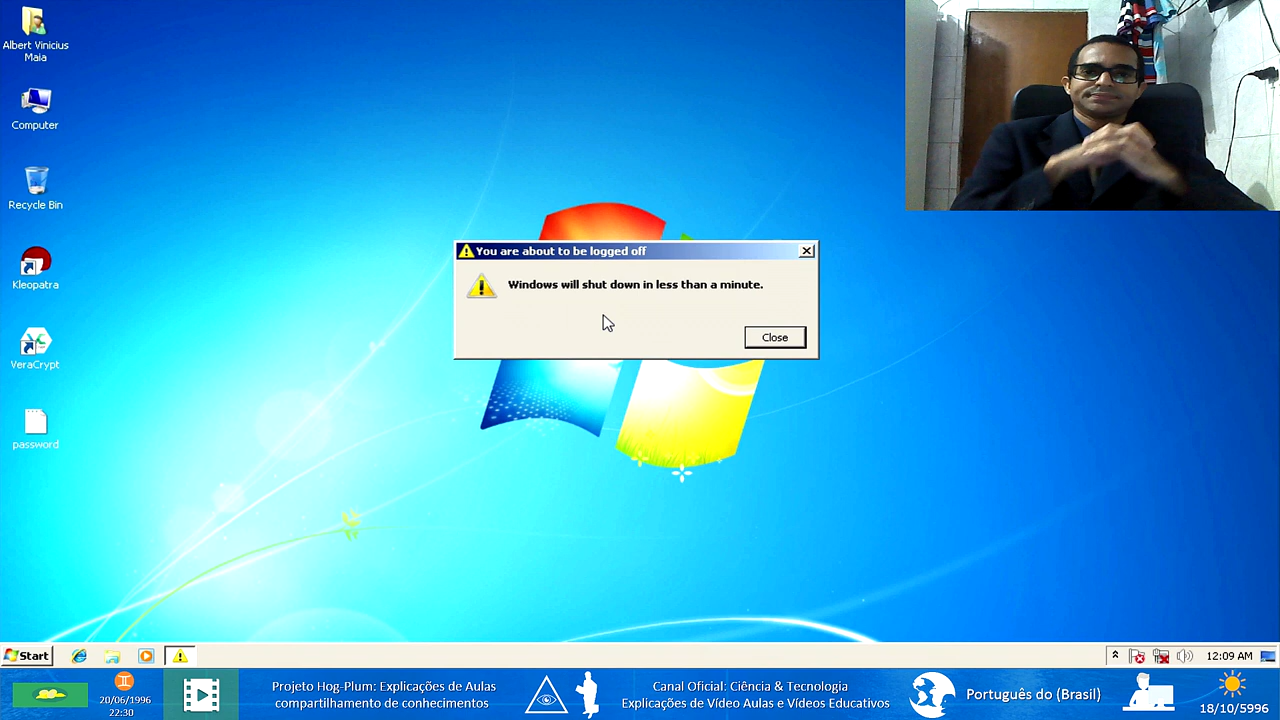 Albert Vinicius
Maia
Computer
Recycle Bin
Kleopatra
VeraCrypt
password
You are about to be logged off
Windows will shut down in less than a minute.
Close
Start
12:09 AM
20/06/1996
22:30
Projeto Hog-Plum: Explicações de Aulas
compartilhamento de conhecimentos
Canal Oficial: Ciência & Tecnologia
Explicações de Vídeo Aulas e Vídeos Educativos
Português do (Brasil)
18/10/5996